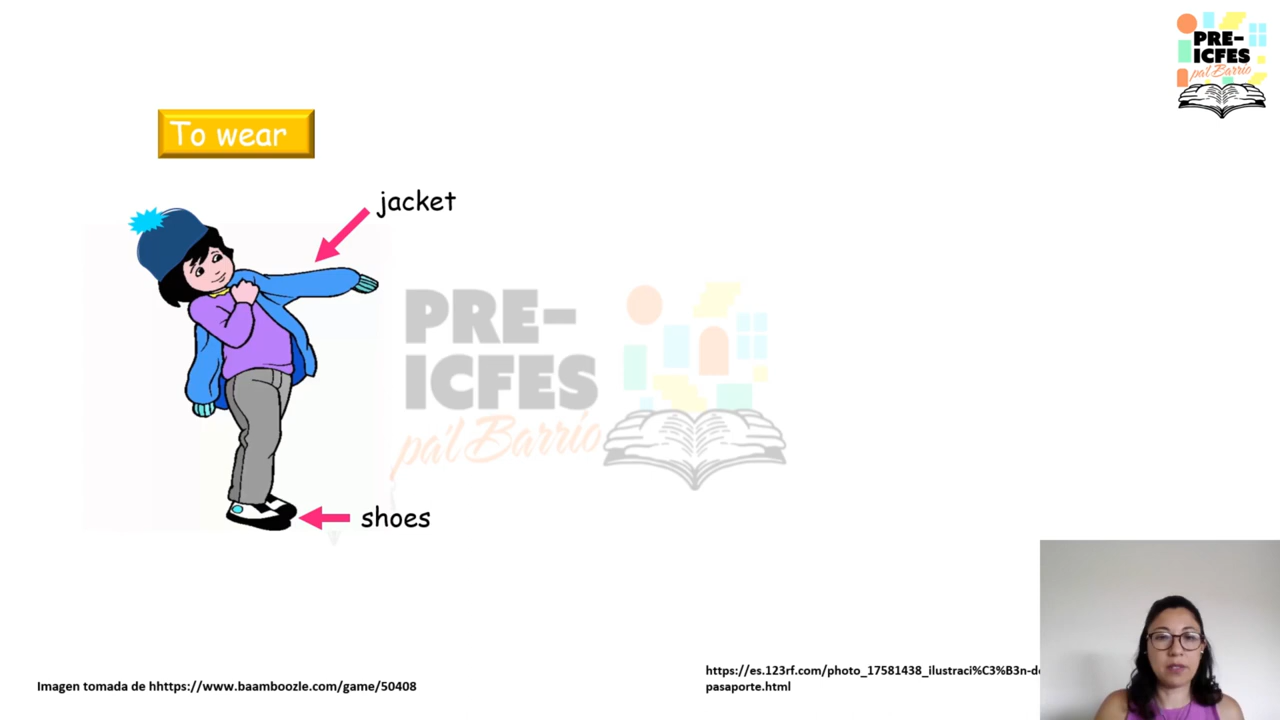 PRE-
ICFES
pa'l Barrio
To wear
jacket
PRE-
ICFES
pa'l Barrio
shoes
https://es.123rf.com/photo_17581438_ilustraci%C3%B3n-de
pasaporte.html
Imagen tomada de hhttps://www.baamboozle.com/game/50408